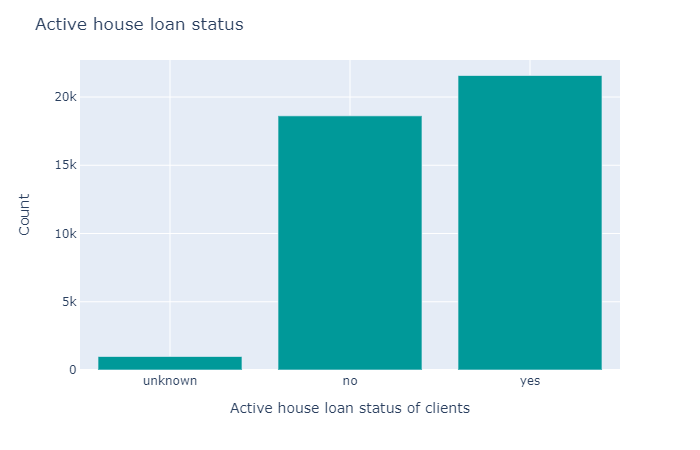 Active house loan status
20k
15k
10k
5k
0
Count
unknown no yes
Active house loan status of clients